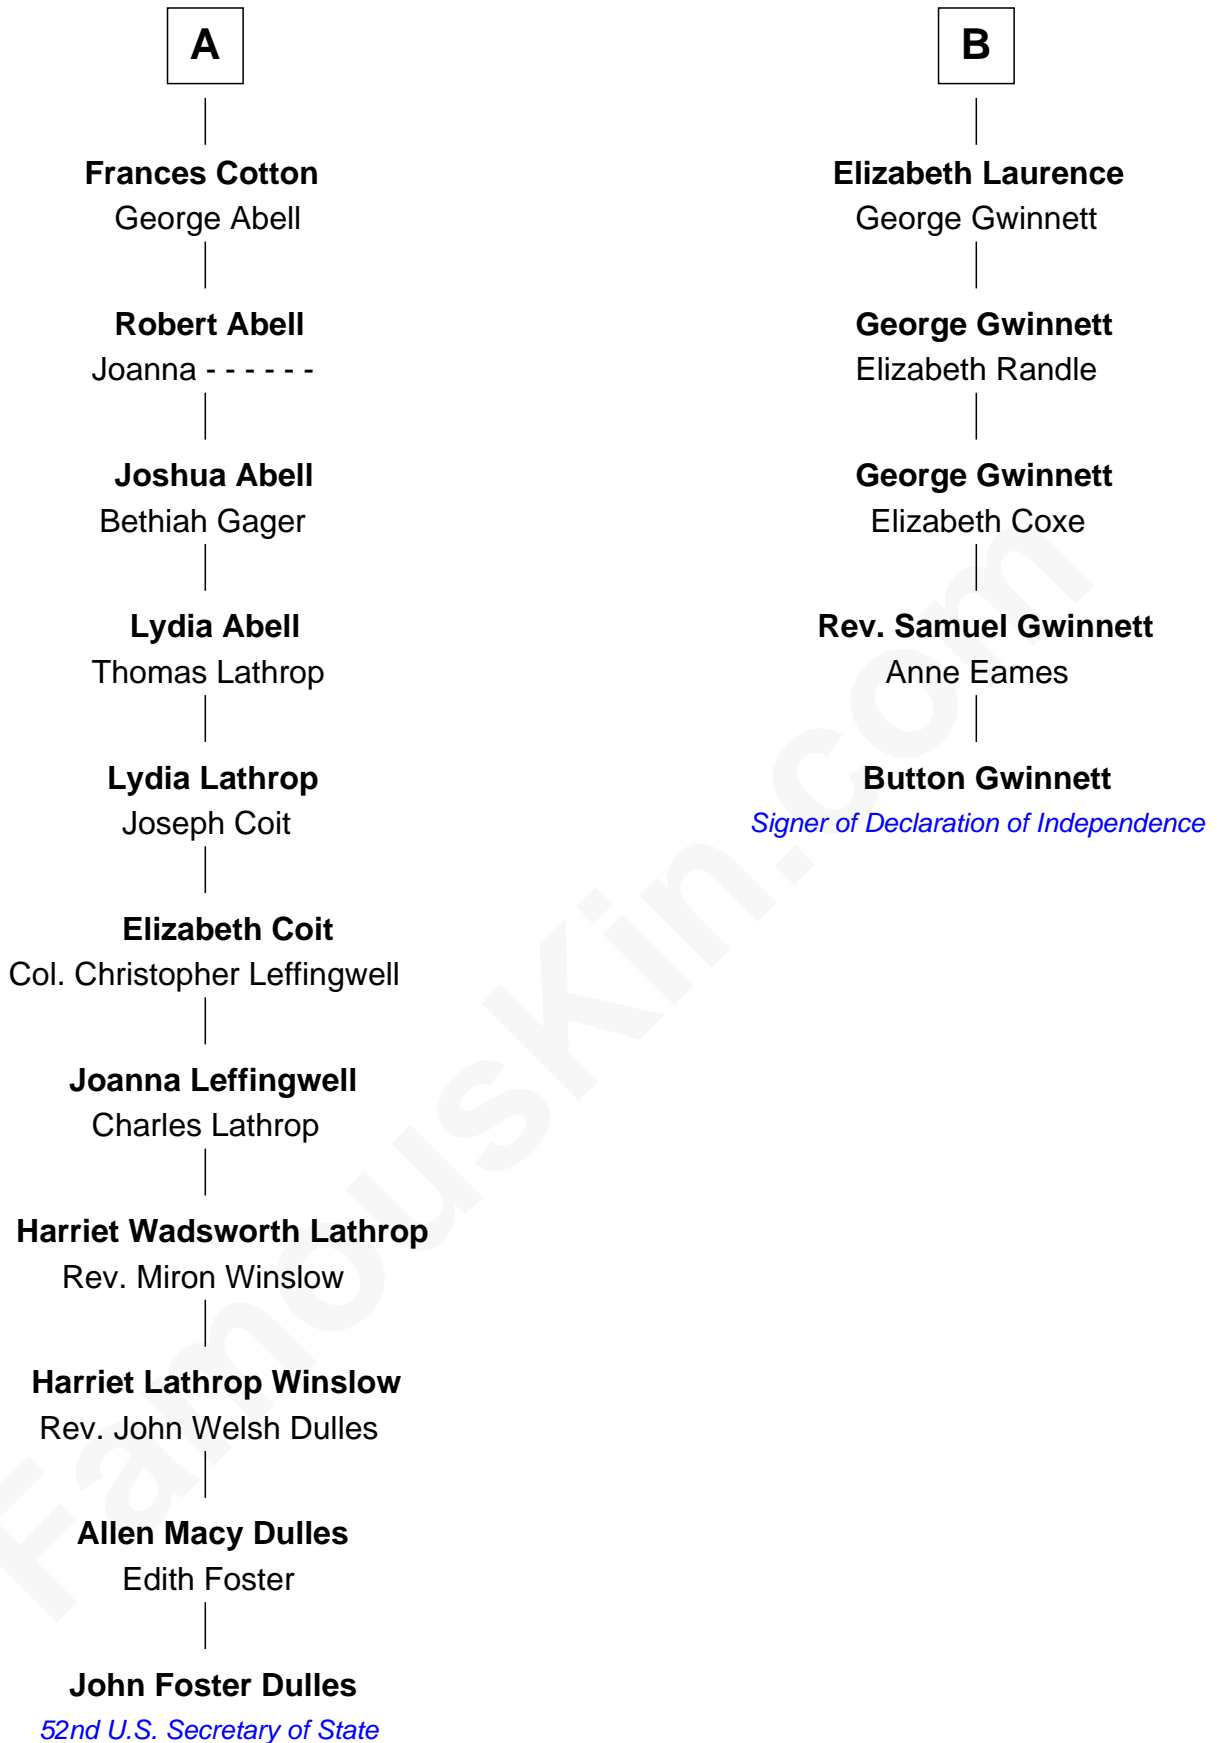 A
Frances Cotton
George Abell
Robert Abell
Joanna - - - - - -
Joshua Abell
Bethiah Gager
Lydia Abell
Thomas Lathrop
Lydia Lathrop
Joseph Coit
Elizabeth Coit
Col. Christopher Leffingwell
Joanna Leffingwell
Charles Lathrop
Harriet Wadsworth Lathrop
Rev. Miron Winslow
Harriet Lathrop Winslow
Rev. John Welsh Dulles
Allen Macy Dulles
Edith Foster
John Foster Dulles
52nd U.S. Secretary of State
B
Elizabeth Laurence
George Gwinnett
George Gwinnett
Elizabeth Randle
George Gwinnett
Elizabeth Coxe
Rev. Samuel Gwinnett
Anne Eames
Button Gwinnett
Signer of Declaration of Independence
FamousKin.com